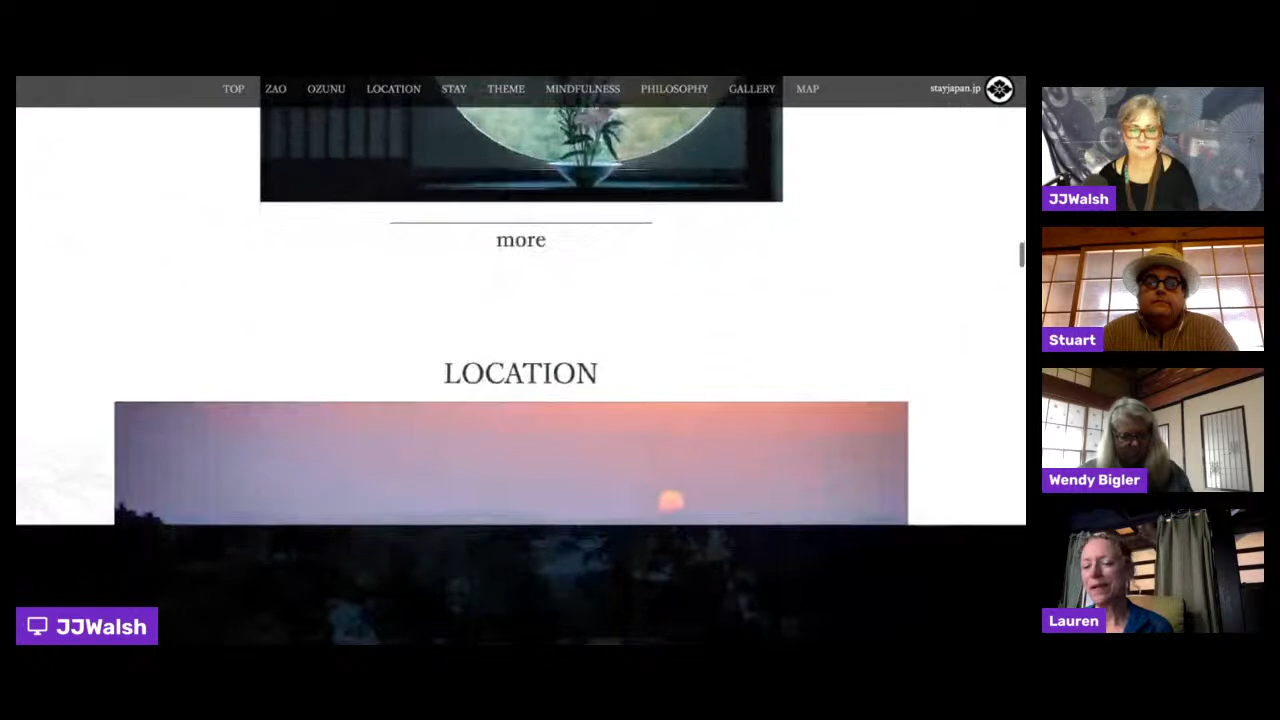 TOP ZAO OZUNU LOCATION STAY THEME MINDFULNESS PHILOSOPHY GALLERY MAP stayjapan.jp
more
LOCATION
JJWalsh
JJWalsh
Stuart
Wendy Bigler
Lauren